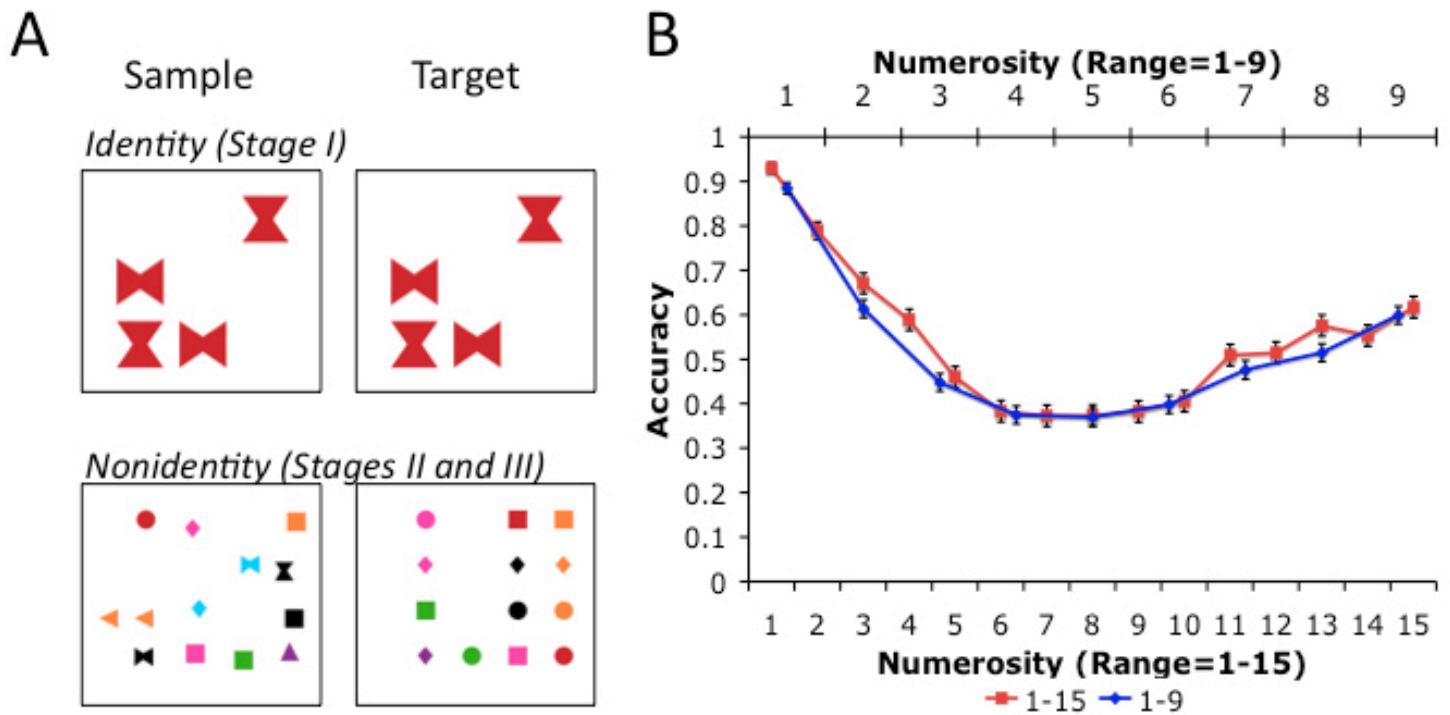 A
Sample Target
Identity (Stage I)
Nonidentity (Stages II and III)
B
Numerosity (Range=1-9)
1 2 3 4 5 6 7 8 9
Accuracy
1
0.9
0.8
0.7
0.6
0.5
0.4
0.3
0.2
0.1
0
1 2 3 4 5 6 7 8 9 10 11 12 13 14 15
Numerosity (Range=1-15)
1-15 1-9